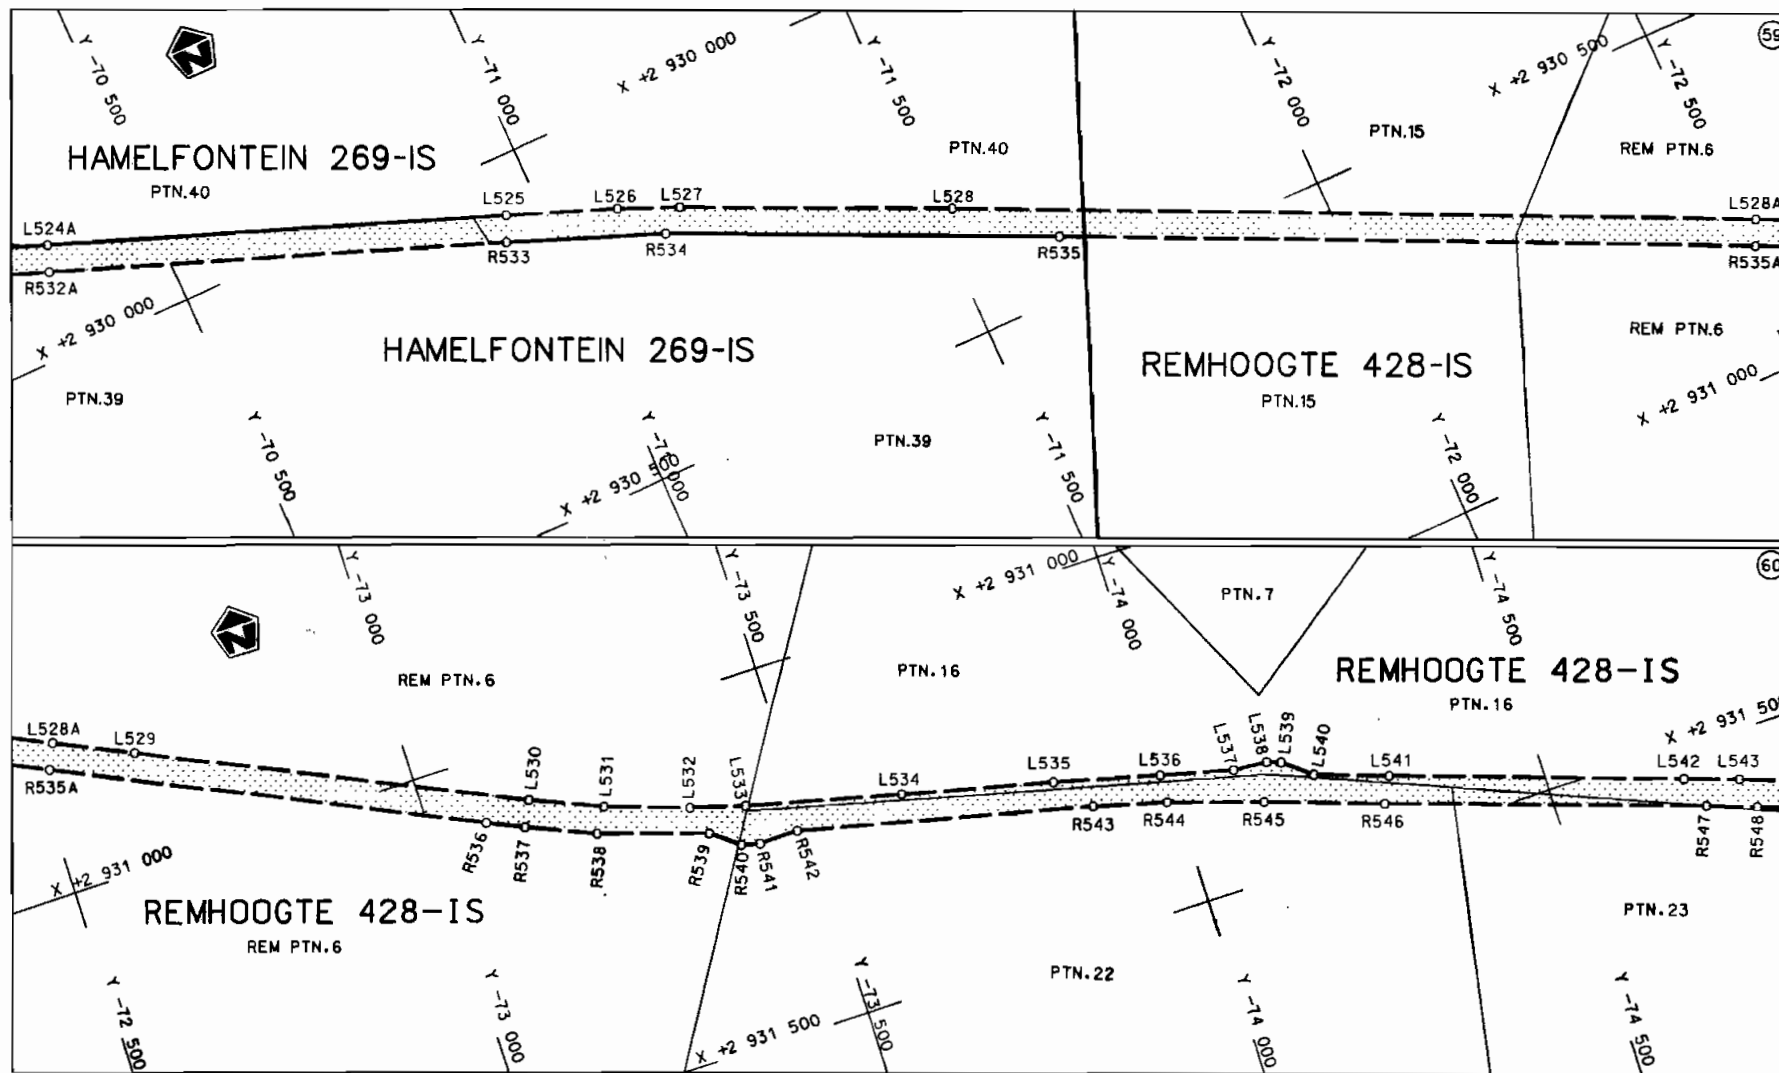 Y -70 500
Y -71 000
X +2 930 000
Y -71 500
Y -72 000
X +2 930 500
Y -72 500
59
N
HAMELFONTEIN 269-IS
PTN.40
PTN.40
PTN.15
REM PTN.6
L524A
L525
L526
L527
L528
L528A
R532A
R533
R534
R535
R535A
X +2 930 000
HAMELFONTEIN 269-IS
REMHOOGTE 428-IS
PTN.15
REM PTN.6
X +2 931 000
PTN.39
PTN.39
Y -70 500
X +2 930 500
Y -71 000
Y -71 500
Y -72 000
Y -73 000
Y -73 500
X +2 931 000
Y -74 000
PTN.7
Y -74 500
60
N
REM PTN.6
PTN.16
REMHOOGTE 428-IS
PTN.16
X +2 931 500
L528A
L529
L530
L531
L532
L533
L534
L535
L536
L537
L538
L539
L540
L541
L542
L543
R535A
R536
R537
R538
R539
R540
R541
R542
R543
R544
R545
R546
R547
R548
X +2 931 000
REMHOOGTE 428-IS
REM PTN.6
PTN.22
PTN.23
Y -72 500
Y -73 000
X +2 931 500
Y -73 500
Y -74 000
Y -74 500